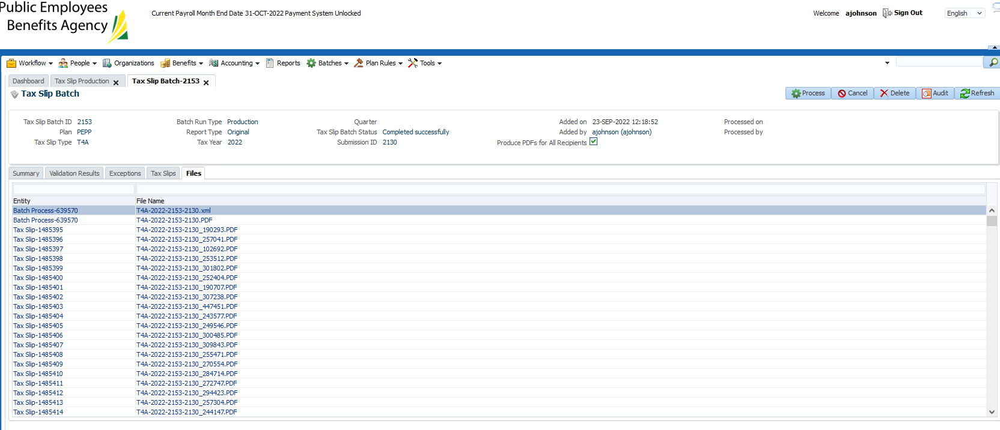 Public Employees
Benefits Agency
Current Payroll Month End Date 31-OCT-2022 Payment System Unlocked
Welcome ajohnson Sign Out English
Workflow People Organizations Benefits Accounting Reports Batches Plan Rules Tools
Dashboard Tax Slip Production Tax Slip Batch-2153
Tax Slip Batch Process Cancel Delete Audit Refresh
Tax Slip Batch ID 2153 Batch Run Type Production Quarter Added on 23-SEP-2022 12:18:52 Processed on
Plan PEPP Report Type Original Tax Slip Batch Status Completed successfully Added by ajohnson (ajohnson) Processed by
Tax Slip Type T4A Tax Year 2022 Submission ID 2130 Produce PDFs for All Recipients
Summary Validation Results Exceptions Tax Slips Files
Entity File Name
Batch Process-639570 T4A-2022-2153-2130.xml
Batch Process-639570 T4A-2022-2153-2130.PDF
Tax Slip-1485395 T4A-2022-2153-2130_190293.PDF
Tax Slip-1485396 T4A-2022-2153-2130_257041.PDF
Tax Slip-1485397 T4A-2022-2153-2130_102692.PDF
Tax Slip-1485398 T4A-2022-2153-2130_253512.PDF
Tax Slip-1485399 T4A-2022-2153-2130_301802.PDF
Tax Slip-1485400 T4A-2022-2153-2130_252404.PDF
Tax Slip-1485401 T4A-2022-2153-2130_190707.PDF
Tax Slip-1485402 T4A-2022-2153-2130_307238.PDF
Tax Slip-1485403 T4A-2022-2153-2130_447451.PDF
Tax Slip-1485404 T4A-2022-2153-2130_243577.PDF
Tax Slip-1485405 T4A-2022-2153-2130_249546.PDF
Tax Slip-1485406 T4A-2022-2153-2130_300485.PDF
Tax Slip-1485407 T4A-2022-2153-2130_309843.PDF
Tax Slip-1485408 T4A-2022-2153-2130_255471.PDF
Tax Slip-1485409 T4A-2022-2153-2130_270554.PDF
Tax Slip-1485410 T4A-2022-2153-2130_284714.PDF
Tax Slip-1485411 T4A-2022-2153-2130_272747.PDF
Tax Slip-1485412 T4A-2022-2153-2130_294423.PDF
Tax Slip-1485413 T4A-2022-2153-2130_257304.PDF
Tax Slip-1485414 T4A-2022-2153-2130_244147.PDF